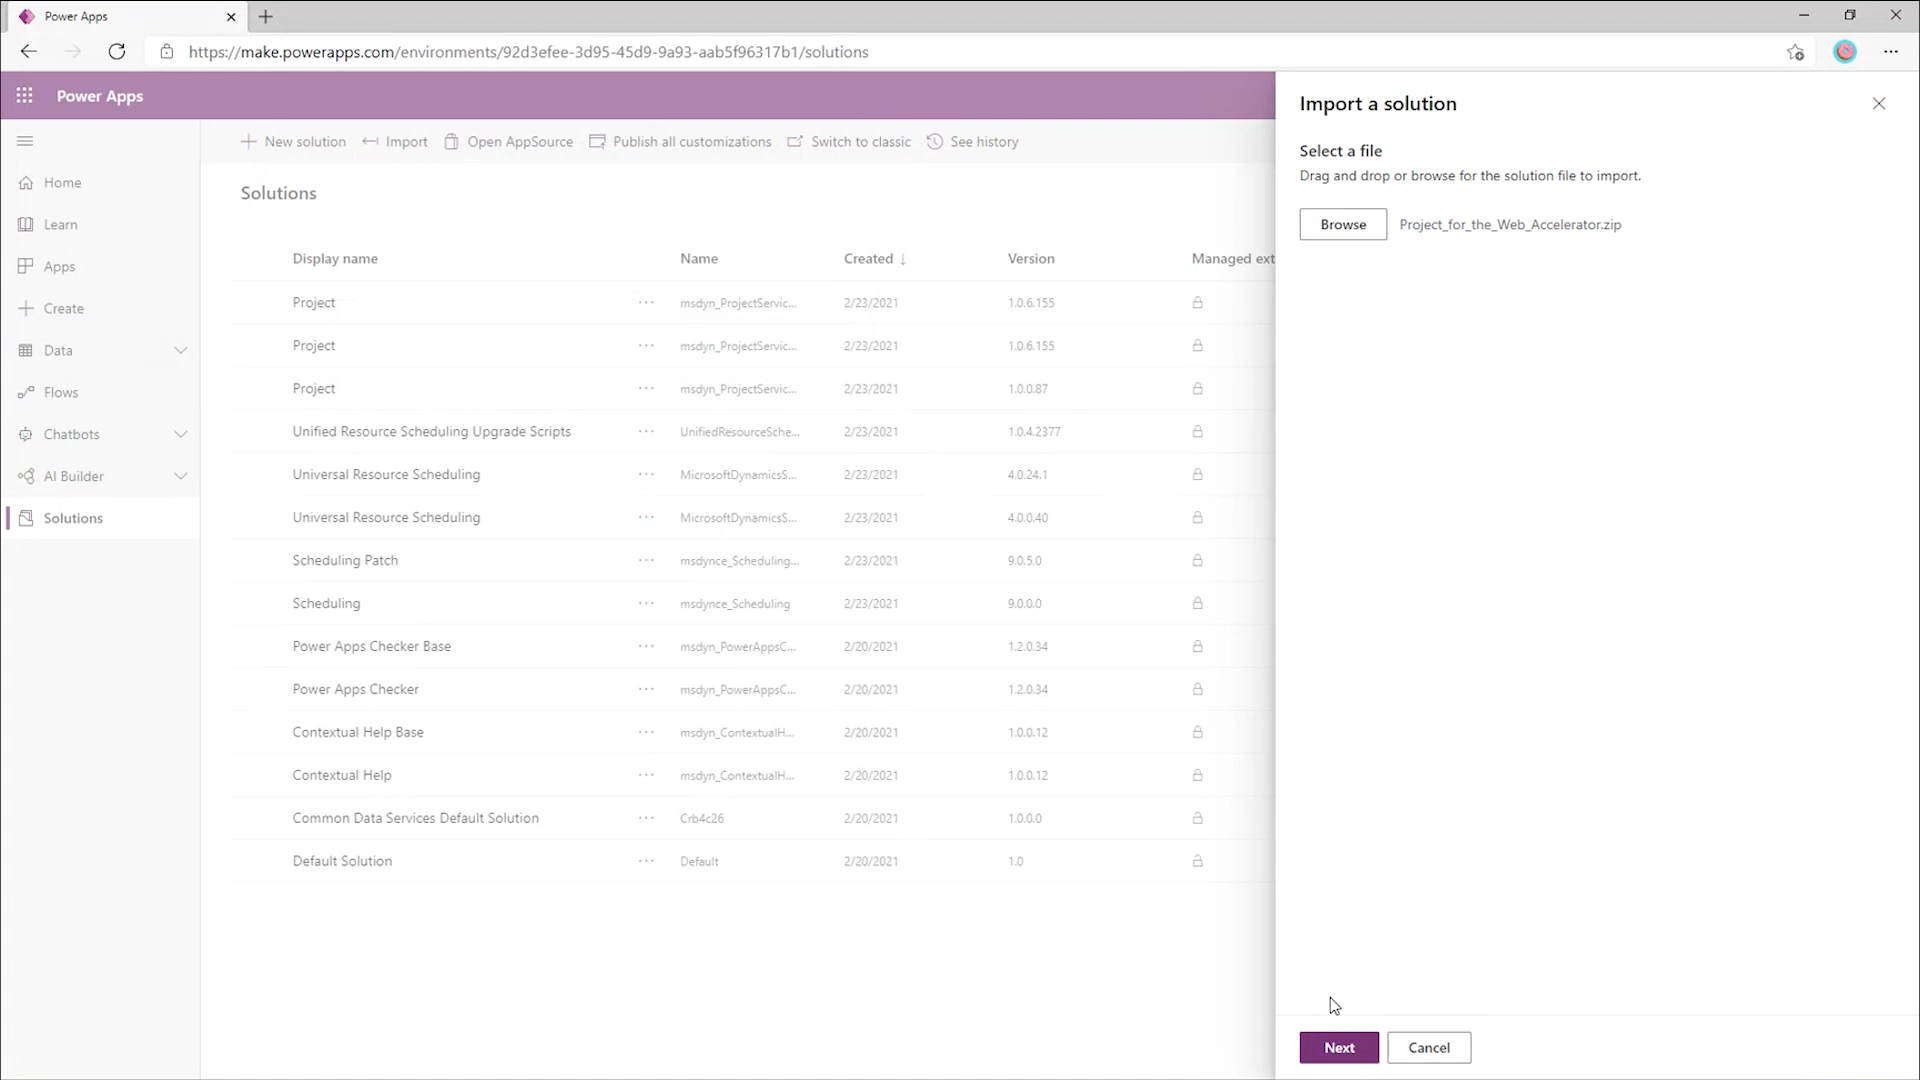 Power Apps
https://make.powerapps.com/environments/92d3efee-3d95-45d9-9a93-aab5f96317b1/solutions
Power Apps
New solution Import Open AppSource Publish all customizations Switch to classic See history
Home
Learn
Apps
Create
Data
Flows
Chatbots
AI Builder
Solutions
Solutions
Display name Name Created ↓ Version Managed ext
Project ... msdyn_ProjectServic... 2/23/2021 1.0.6.155
Project ... msdyn_ProjectServic... 2/23/2021 1.0.6.155
Project ... msdyn_ProjectServic... 2/23/2021 1.0.0.87
Unified Resource Scheduling Upgrade Scripts ... UnifiedResourceSche... 2/23/2021 1.0.4.2377
Universal Resource Scheduling ... MicrosoftDynamicsS... 2/23/2021 4.0.24.1
Universal Resource Scheduling ... MicrosoftDynamicsS... 2/23/2021 4.0.0.40
Scheduling Patch ... msdynce_Scheduling... 2/23/2021 9.0.5.0
Scheduling ... msdynce_Scheduling 2/23/2021 9.0.0.0
Power Apps Checker Base ... msdyn_PowerAppsC... 2/20/2021 1.2.0.34
Power Apps Checker ... msdyn_PowerAppsC... 2/20/2021 1.2.0.34
Contextual Help Base ... msdyn_ContextualH... 2/20/2021 1.0.0.12
Contextual Help ... msdyn_ContextualH... 2/20/2021 1.0.0.12
Common Data Services Default Solution ... Crb4c26 2/20/2021 1.0.0.0
Default Solution ... Default 2/20/2021 1.0
Import a solution
Select a file
Drag and drop or browse for the solution file to import.
Browse Project_for_the_Web_Accelerator.zip
Next Cancel